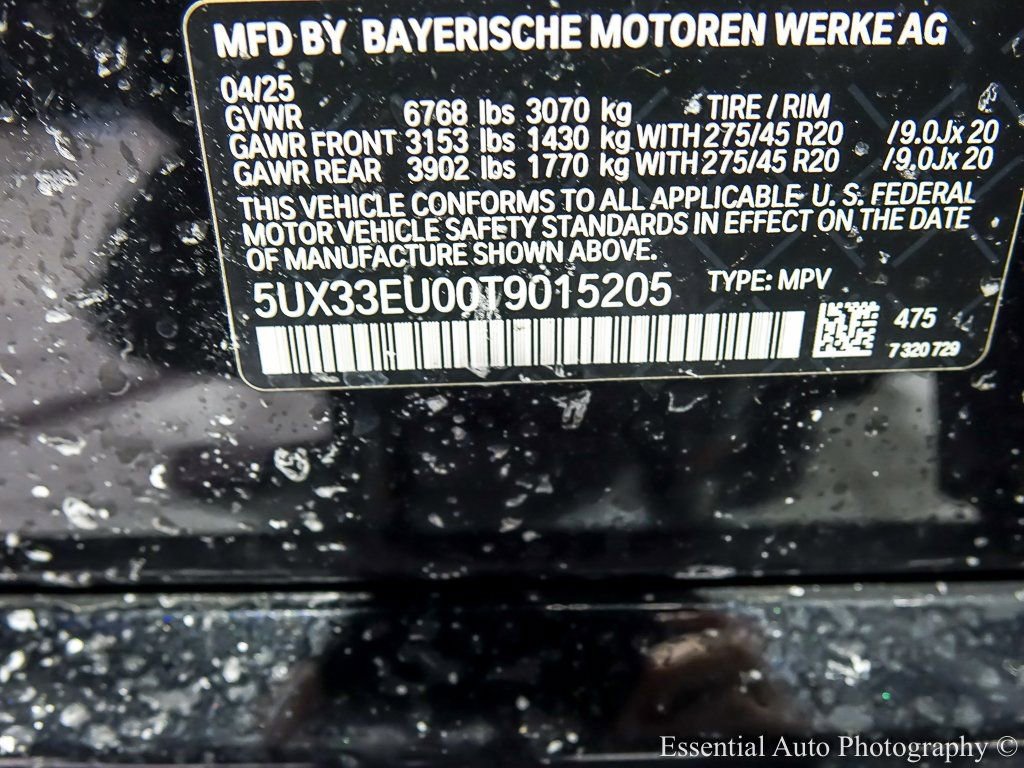 MFD BY BAYERISCHE MOTOREN WERKE AG
04/25
GVWR 6768 lbs 3070 kg TIRE / RIM
GAWR FRONT 3153 lbs 1430 kg WITH 275/45 R20 / 9.0Jx 20
GAWR REAR 3902 lbs 1770 kg WITH 275/45 R20 / 9.0Jx 20
THIS VEHICLE CONFORMS TO ALL APPLICABLE U. S. FEDERAL
MOTOR VEHICLE SAFETY STANDARDS IN EFFECT ON THE DATE
OF MANUFACTURE SHOWN ABOVE.
5UX33EU00T9015205 TYPE: MPV
475
7 320 729
Essential Auto Photography ©